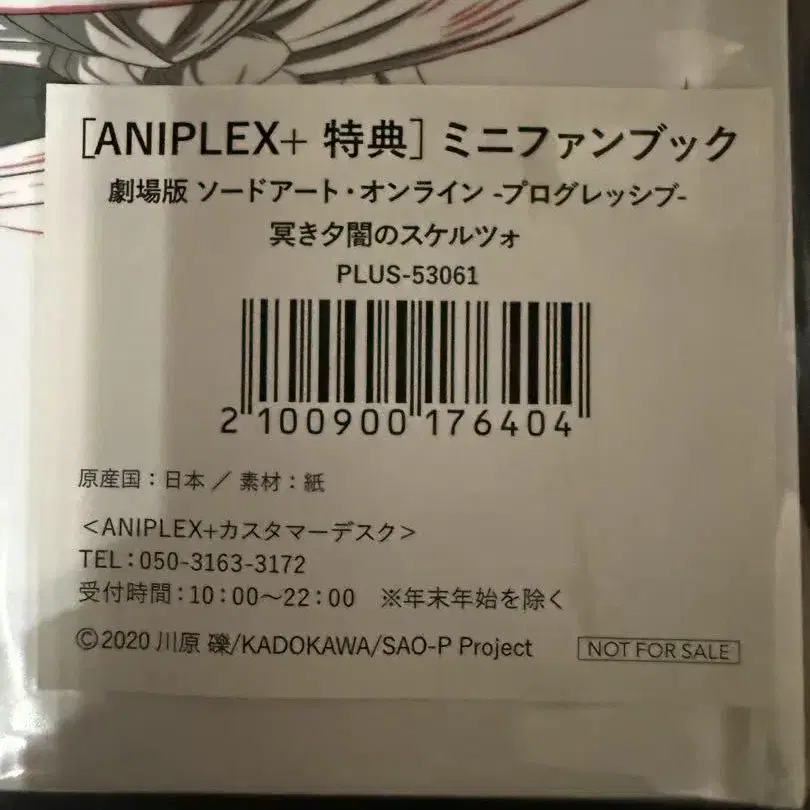 ［ANIPLEX+ 特典］ミニファンブック
劇場版 ソードアート・オンライン -プログレッシブ-
冥き夕闇のスケルツォ
PLUS-53061
2 100900 176404
原産国：日本 ／ 素材：紙
＜ANIPLEX+カスタマーデスク＞
TEL：050-3163-3172
受付時間：10：00～22：00　※年末年始を除く
©2020 川原 礫/KADOKAWA/SAO-P Project
NOT FOR SALE